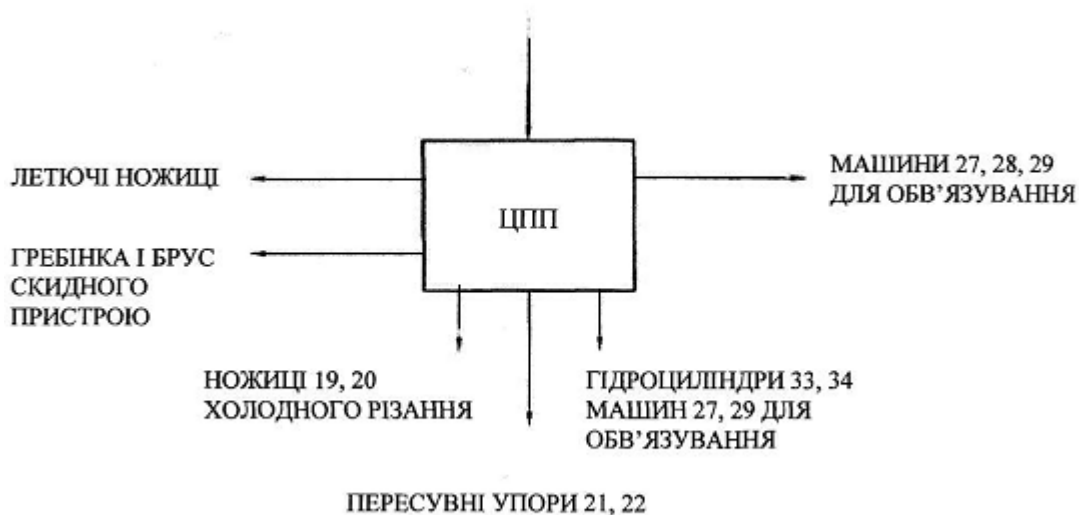 ЛЕТЮЧІ НОЖИЦІ
ГРЕБІНКА І БРУС
СКИДНОГО
ПРИСТРОЮ
ЦПП
МАШИНИ 27, 28, 29
ДЛЯ ОБВ’ЯЗУВАННЯ
НОЖИЦІ 19, 20
ХОЛОДНОГО РІЗАННЯ
ГІДРОЦИЛІНДРИ 33, 34
МАШИН 27, 29 ДЛЯ
ОБВ’ЯЗУВАННЯ
ПЕРЕСУВНІ УПОРИ 21, 22